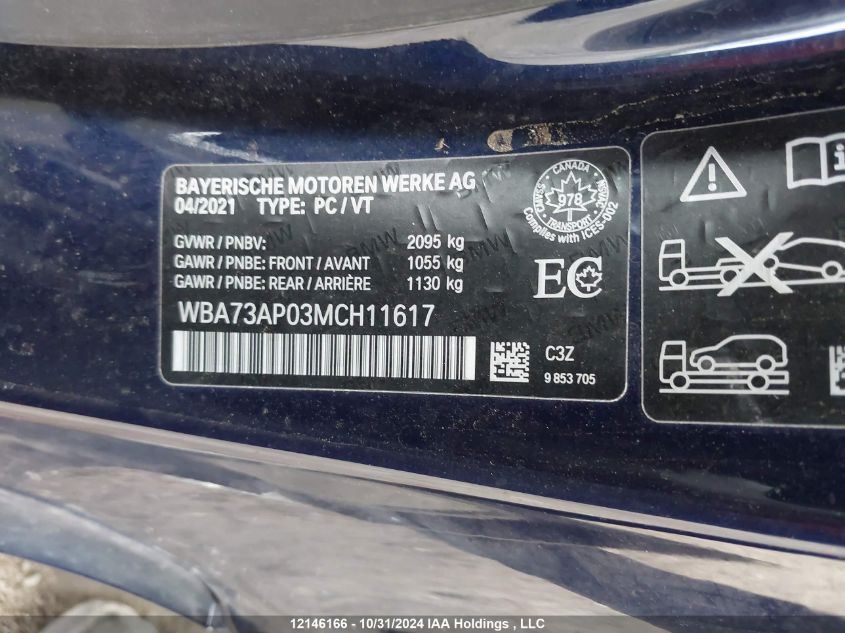 BAYERISCHE MOTOREN WERKE AG
04/2021 TYPE: PC / VT
GVWR / PNBV: 2095 kg
GAWR / PNBE: FRONT / AVANT 1055 kg
GAWR / PNBE: REAR / ARRIÈRE 1130 kg
WBA73AP03MCH11617
CANADA
978
TRANSPORT
Complies with ICES-002
EC
C3Z
9 853 705
i
12146166 - 10/31/2024 IAA Holdings , LLC